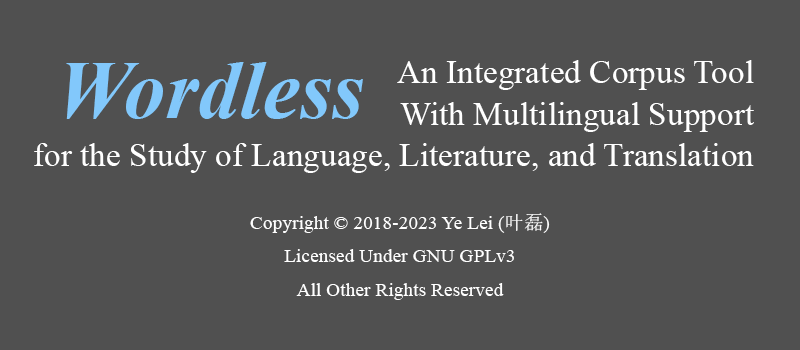 Wordless
An Integrated Corpus Tool
With Multilingual Support
for the Study of Language, Literature, and Translation
Copyright © 2018-2023 Ye Lei (叶磊)
Licensed Under GNU GPLv3
All Other Rights Reserved